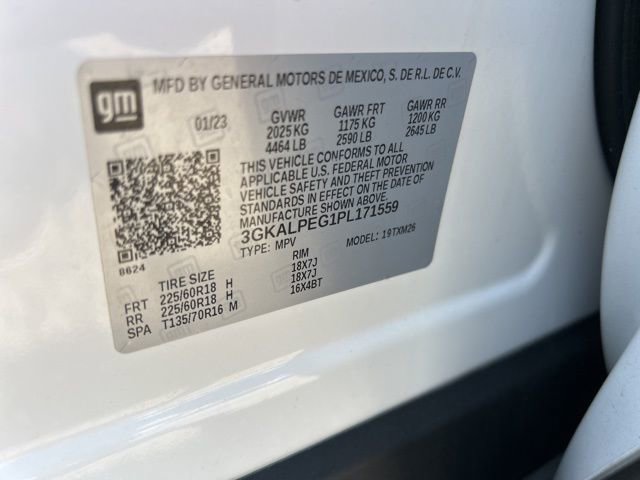 gm
MFD BY GENERAL MOTORS DE MEXICO, S. DE R.L. DE C.V.
01/23 GVWR GAWR FRT GAWR RR
2025 KG 1175 KG 1200 KG
4464 LB 2590 LB 2645 LB
THIS VEHICLE CONFORMS TO ALL
APPLICABLE U.S. FEDERAL MOTOR
VEHICLE SAFETY AND THEFT PREVENTION
STANDARDS IN EFFECT ON THE DATE OF
MANUFACTURE SHOWN ABOVE.
3GKALPEG1PL171559
TYPE: MPV MODEL: 19TXM26
8624
TIRE SIZE RIM
FRT 225/60R18 H 18X7J
RR 225/60R18 H 18X7J
SPA T135/70R16 M 16X4BT